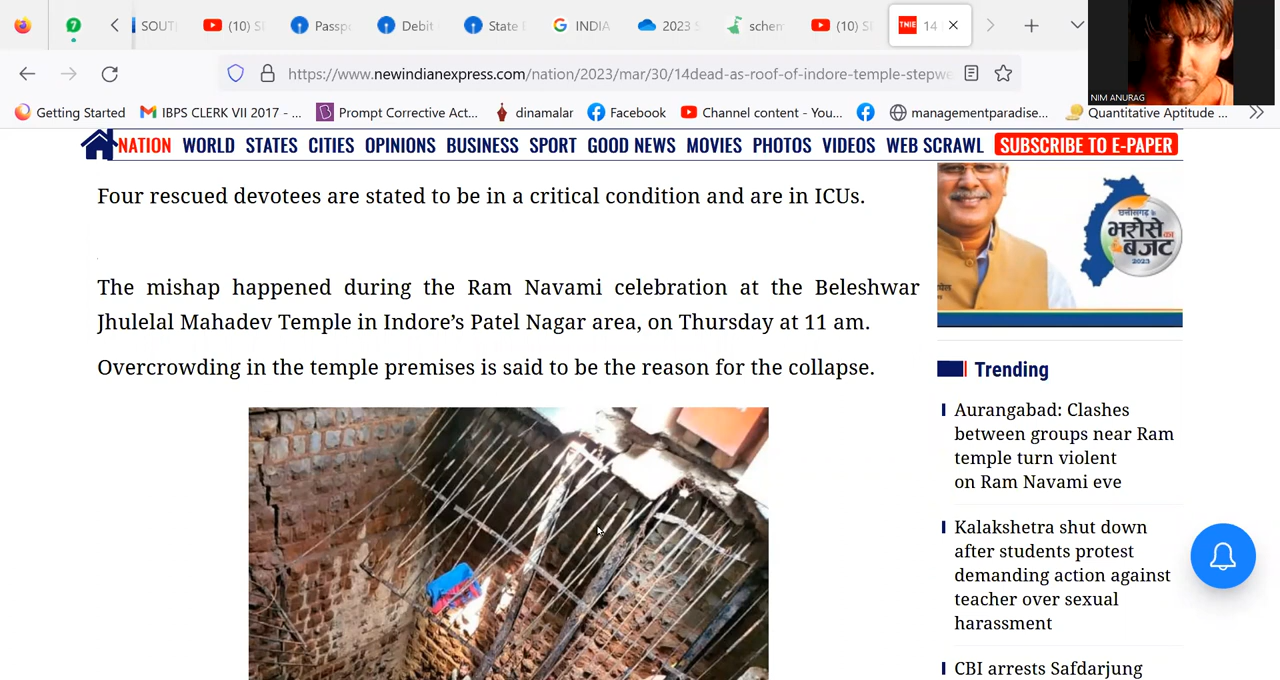 SOUT
(10) S
Passp
Debit
State
INDIA
2023
schem
(10) S
TNIE
14
https://www.newindianexpress.com/nation/2023/mar/30/14dead-as-roof-of-indore-temple-stepwe
NIM ANURAG
Getting Started
IBPS CLERK VII 2017 - ...
Prompt Corrective Act...
dinamalar
Facebook
Channel content - You...
managementparadise...
Quantitative Aptitude ...
NATION WORLD STATES CITIES OPINIONS BUSINESS SPORT GOOD NEWS MOVIES PHOTOS VIDEOS WEB SCRAWL SUBSCRIBE TO E-PAPER
Four rescued devotees are stated to be in a critical condition and are in ICUs.
The mishap happened during the Ram Navami celebration at the Beleshwar
Jhulelal Mahadev Temple in Indore’s Patel Nagar area, on Thursday at 11 am.
Overcrowding in the temple premises is said to be the reason for the collapse.
छत्तीसगढ़ के
भरोसे का
बजट
2023
Trending
Aurangabad: Clashes
between groups near Ram
temple turn violent
on Ram Navami eve
Kalakshetra shut down
after students protest
demanding action against
teacher over sexual
harassment
CBI arrests Safdarjung